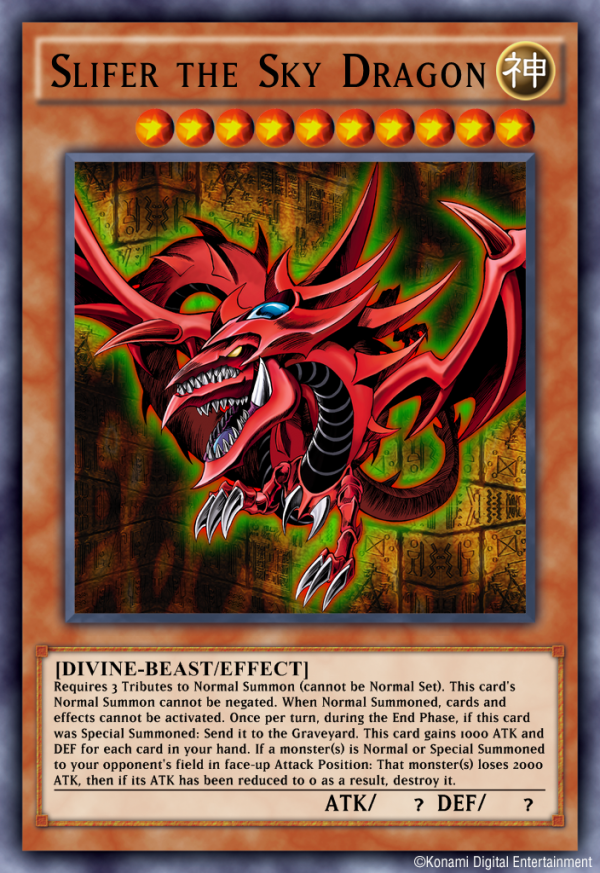 Slifer the Sky Dragon 神
[DIVINE-BEAST/EFFECT]
Requires 3 Tributes to Normal Summon (cannot be Normal Set). This card's
Normal Summon cannot be negated. When Normal Summoned, cards and
effects cannot be activated. Once per turn, during the End Phase, if this card
was Special Summoned: Send it to the Graveyard. This card gains 1000 ATK and
DEF for each card in your hand. If a monster(s) is Normal or Special Summoned
to your opponent's field in face-up Attack Position: That monster(s) loses 2000
ATK, then if its ATK has been reduced to 0 as a result, destroy it.
ATK/ ? DEF/ ?
©Konami Digital Entertainment